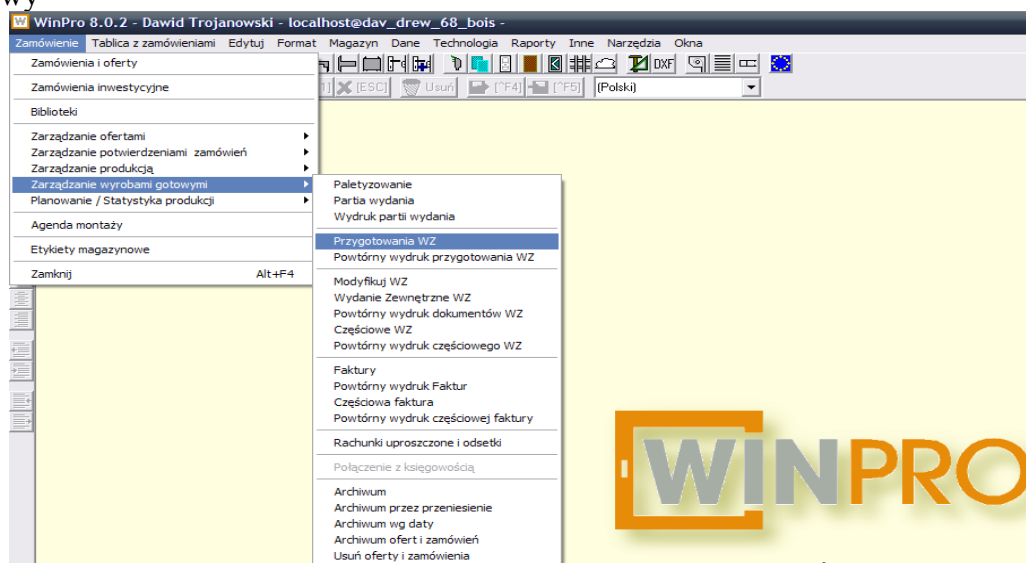 wy
WinPro 8.0.2 - Dawid Trojanowski - localhost@dav_drew_68_bois -
Zamówienie Tablica z zamówieniami Edytuj Format Magazyn Dane Technologia Raporty Inne Narzędzia Okna
DXF
[ESC] Usuń [^F4] [^F5] (Polski)
Zamówienia i oferty
Zamówienia inwestycyjne
Biblioteki
Zarządzanie ofertami
Zarządzanie potwierdzeniami zamówień
Zarządzanie produkcją
Zarządzanie wyrobami gotowymi
Planowanie / Statystyka produkcji
Agenda montaży
Etykiety magazynowe
Zamknij Alt+F4
Paletyzowanie
Partia wydania
Wydruk partii wydania
Przygotowania WZ
Powtórny wydruk przygotowania WZ
Modyfikuj WZ
Wydanie Zewnętrzne WZ
Powtórny wydruk dokumentów WZ
Częściowe WZ
Powtórny wydruk częściowego WZ
Faktury
Powtórny wydruk Faktur
Częściowa faktura
Powtórny wydruk częściowej faktury
Rachunki uproszczone i odsetki
Połączenie z księgowością
Archiwum
Archiwum przez przeniesienie
Archiwum wg daty
Archiwum ofert i zamówień
Usuń oferty i zamówienia
WINPRO